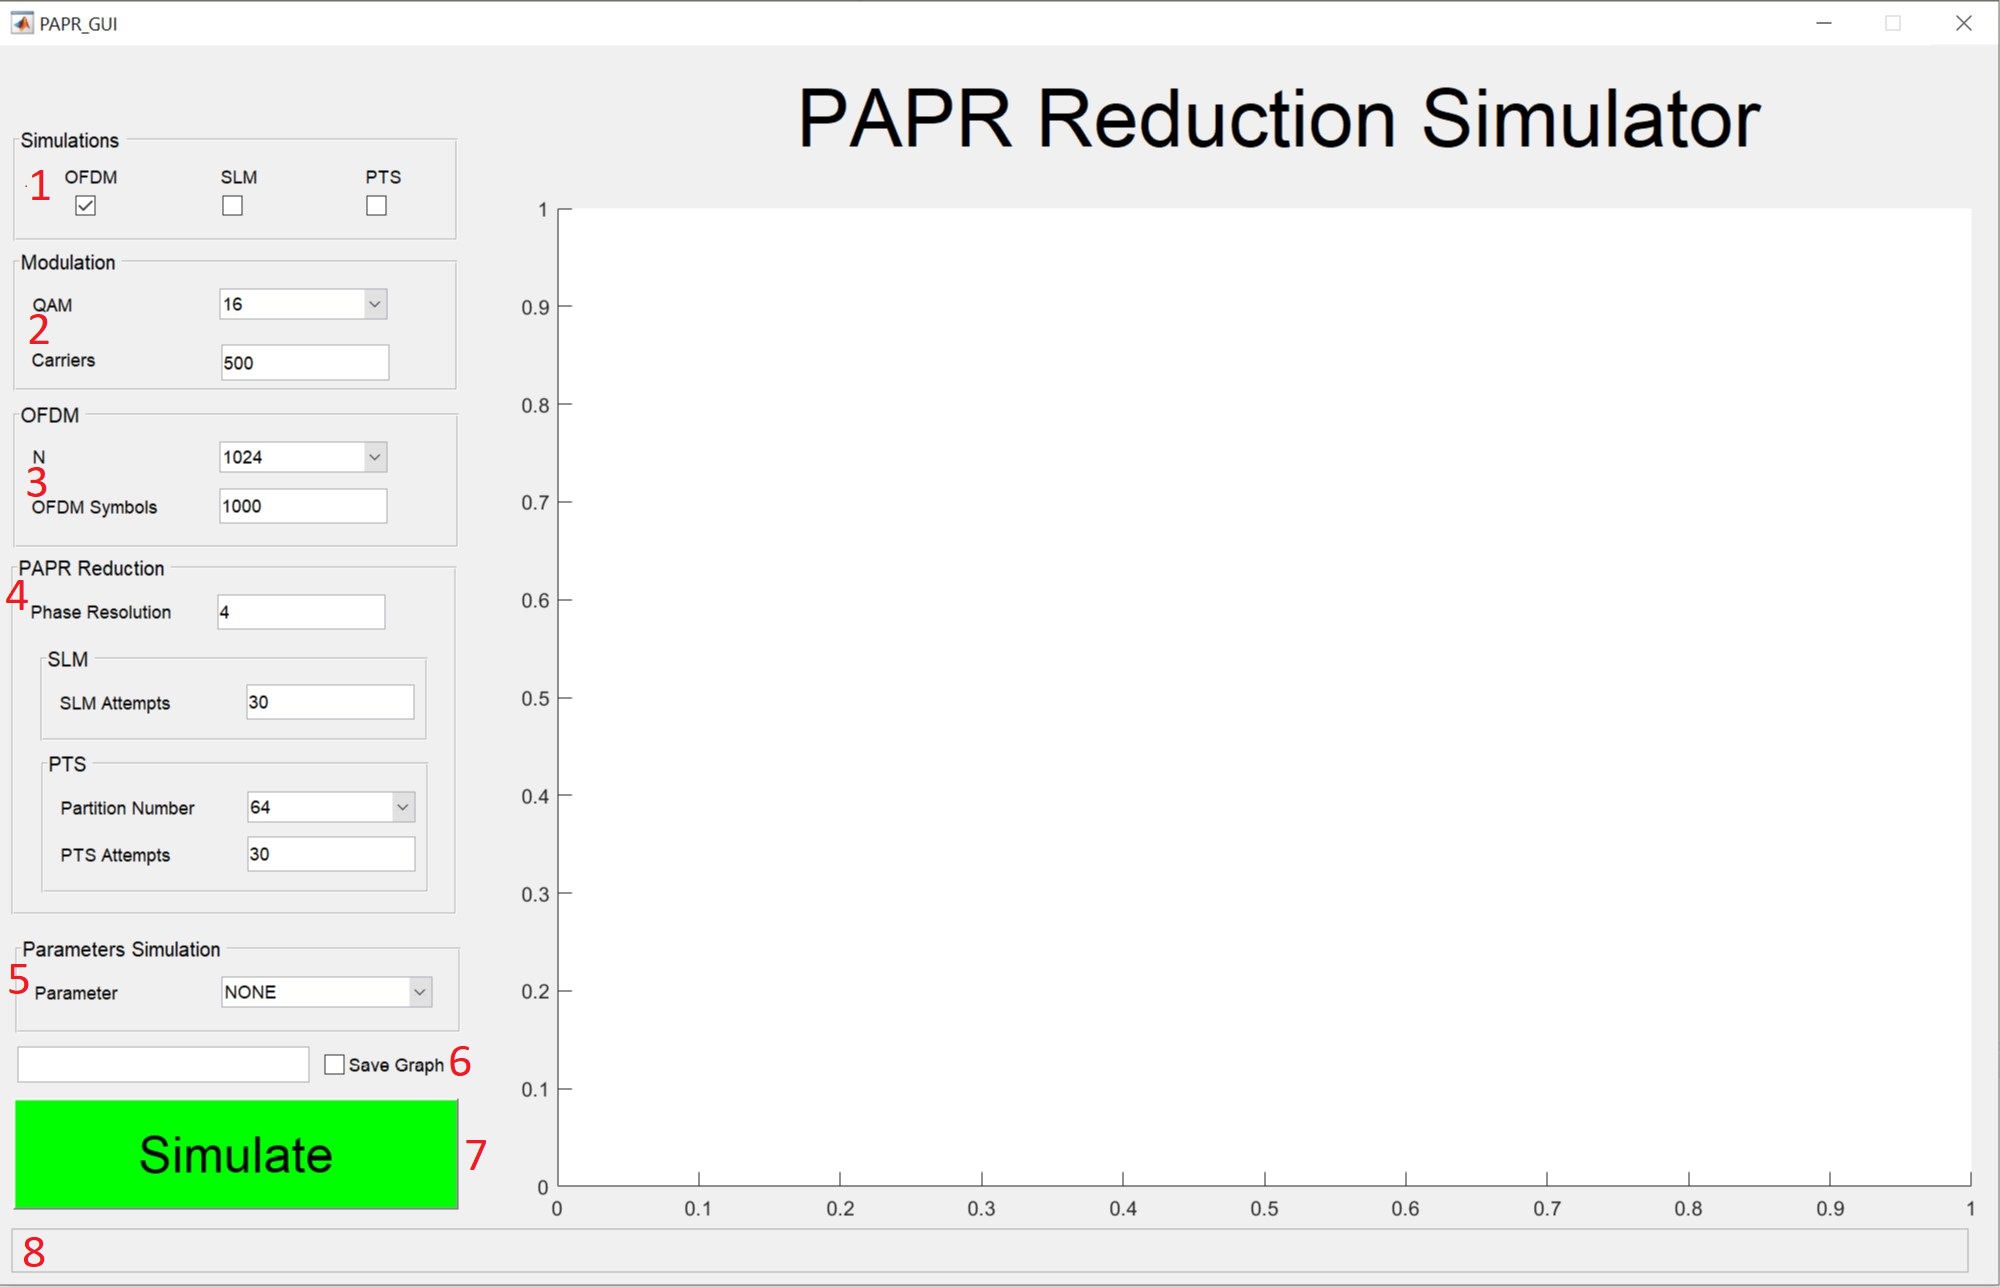 PAPR_GUI
PAPR Reduction Simulator
Simulations
1
OFDM SLM PTS
Modulation
QAM 16
2
Carriers 500
OFDM
N 1024
3
OFDM Symbols 1000
PAPR Reduction
4
Phase Resolution 4
SLM
SLM Attempts 30
PTS
Partition Number 64
PTS Attempts 30
Parameters Simulation
5
Parameter NONE
Save Graph 6
Simulate 7
8
1
0.9
0.8
0.7
0.6
0.5
0.4
0.3
0.2
0.1
0
0 0.1 0.2 0.3 0.4 0.5 0.6 0.7 0.8 0.9 1